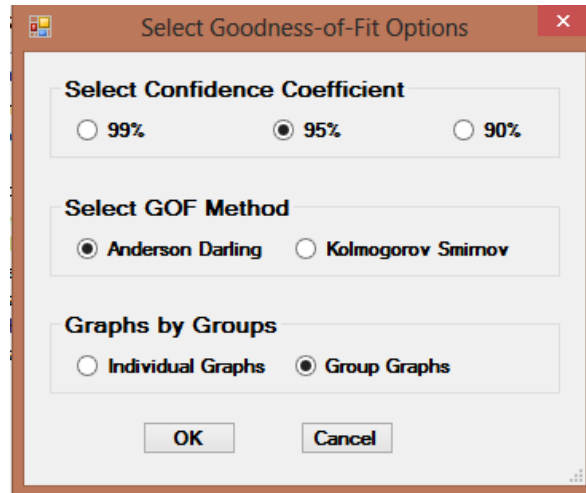 Select Goodness-of-Fit Options
Select Confidence Coefficient
99% 95% 90%
Select GOF Method
Anderson Darling Kolmogorov Smirnov
Graphs by Groups
Individual Graphs Group Graphs
OK Cancel